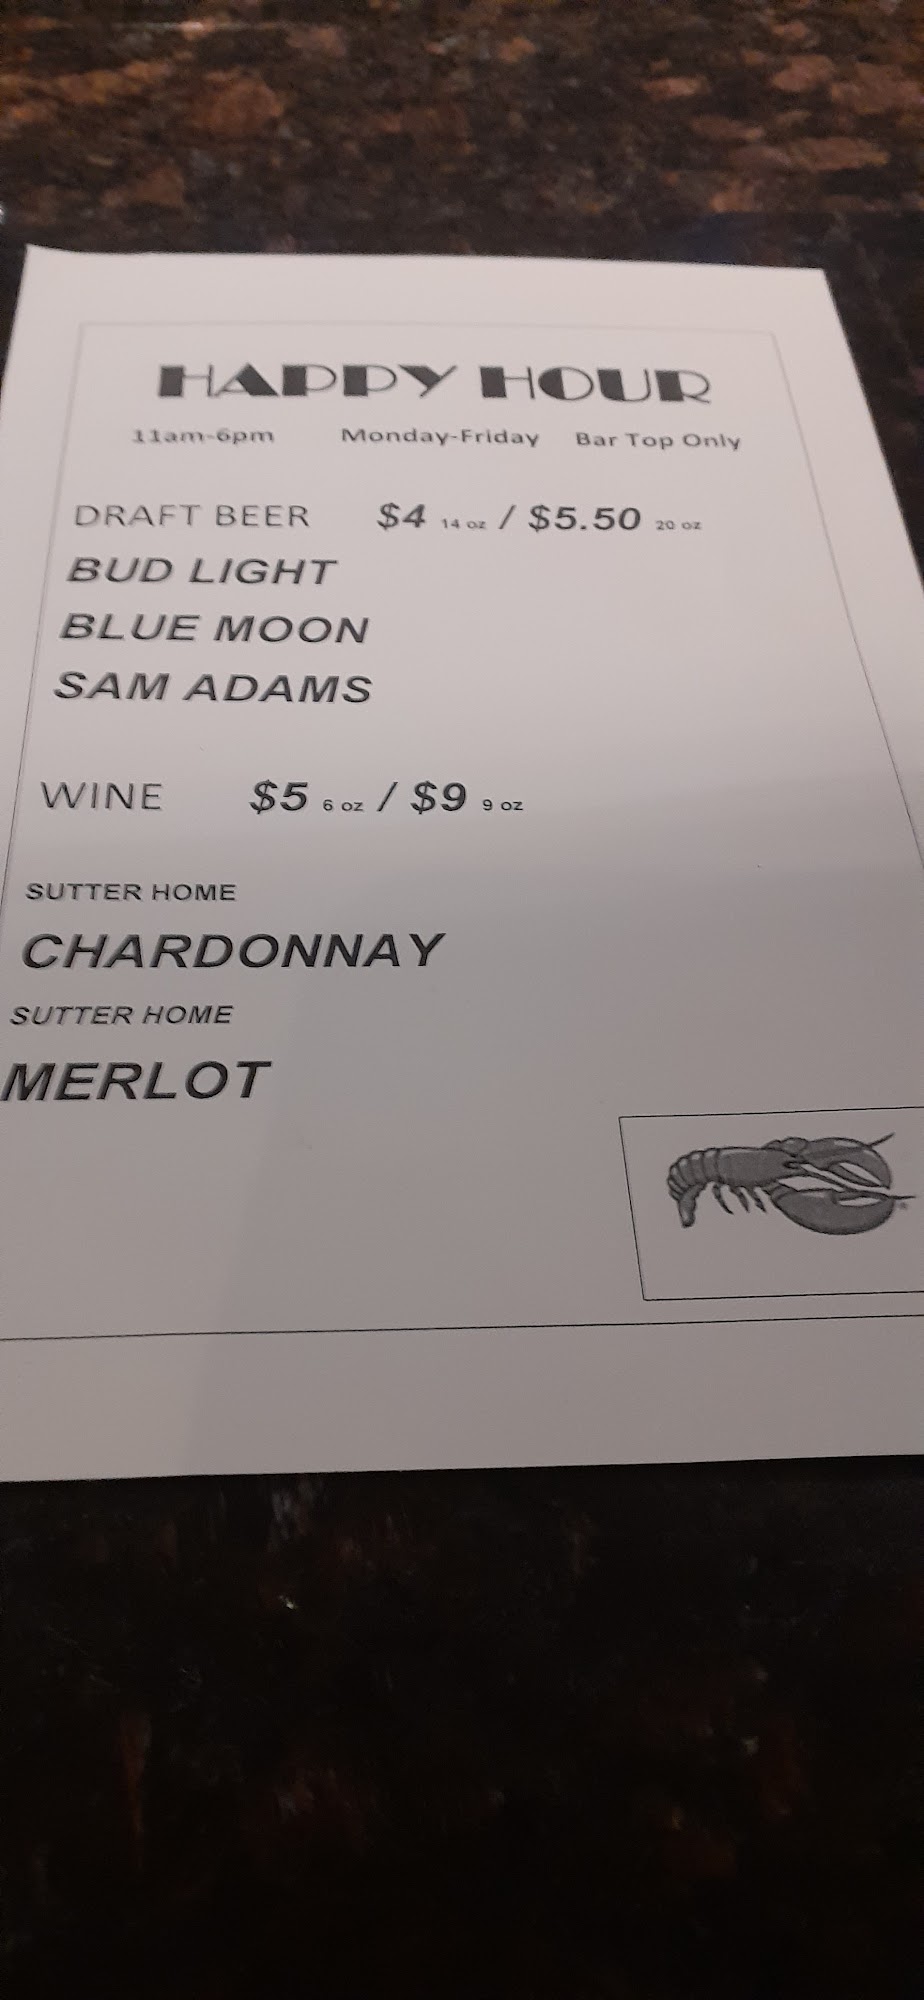 HAPPY HOUR
11am-6pm Monday-Friday Bar Top Only
DRAFT BEER $4 14 oz / $5.50 20 oz
BUD LIGHT
BLUE MOON
SAM ADAMS
WINE $5 6 oz / $9 9 oz
SUTTER HOME
CHARDONNAY
SUTTER HOME
MERLOT